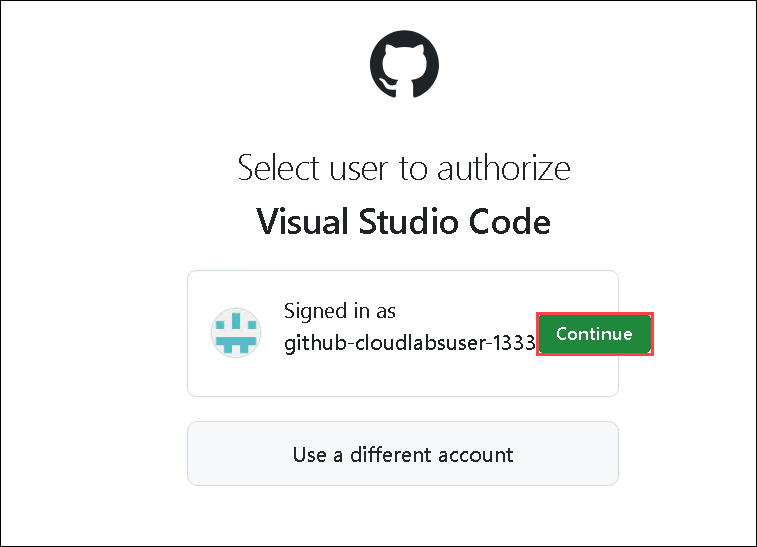 Select user to authorize
Visual Studio Code
Signed in as
github-cloudlabsuser-1333
Continue
Use a different account